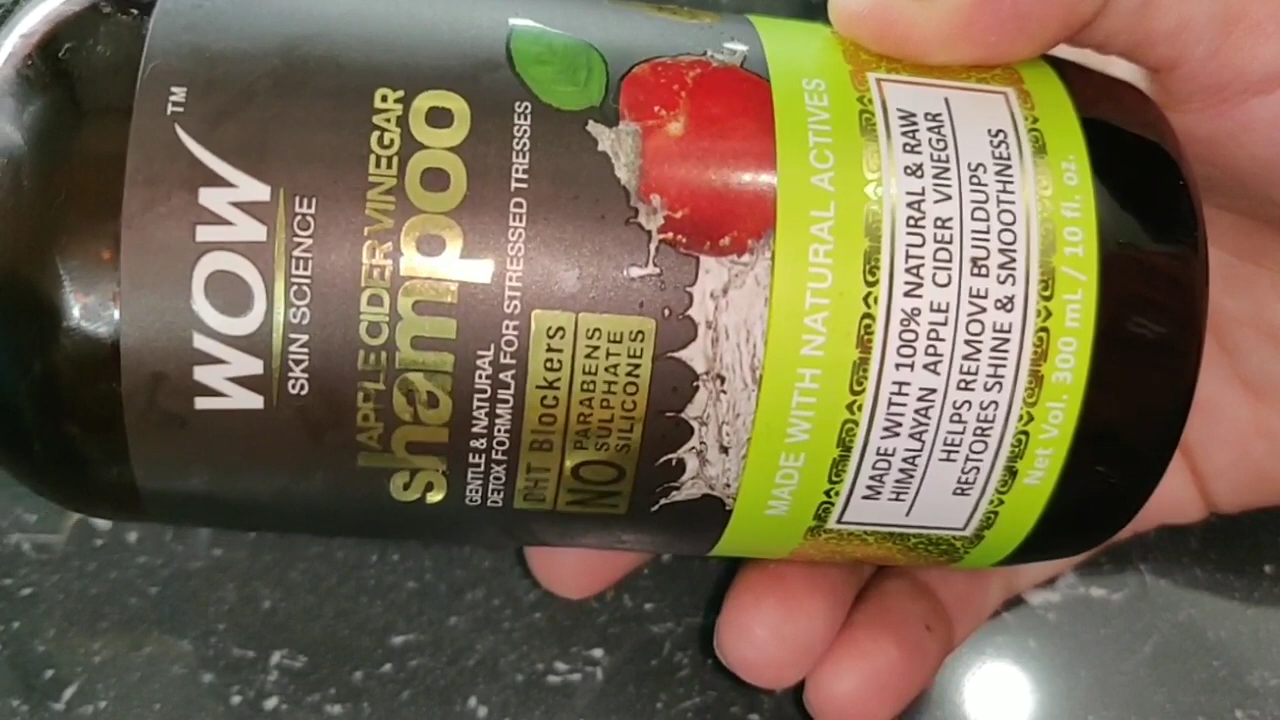 WOW™
SKIN SCIENCE
APPLE CIDER VINEGAR
shampoo
GENTLE & NATURAL
DETOX FORMULA FOR STRESSED TRESSES
DHT Blockers
NO PARABENS
SULPHATE
SILICONES
MADE WITH NATURAL ACTIVES
MADE WITH 100% NATURAL & RAW
HIMALAYAN APPLE CIDER VINEGAR
HELPS REMOVE BUILDUPS
RESTORES SHINE & SMOOTHNESS
Net Vol. 300 mL / 10 fl. oz.